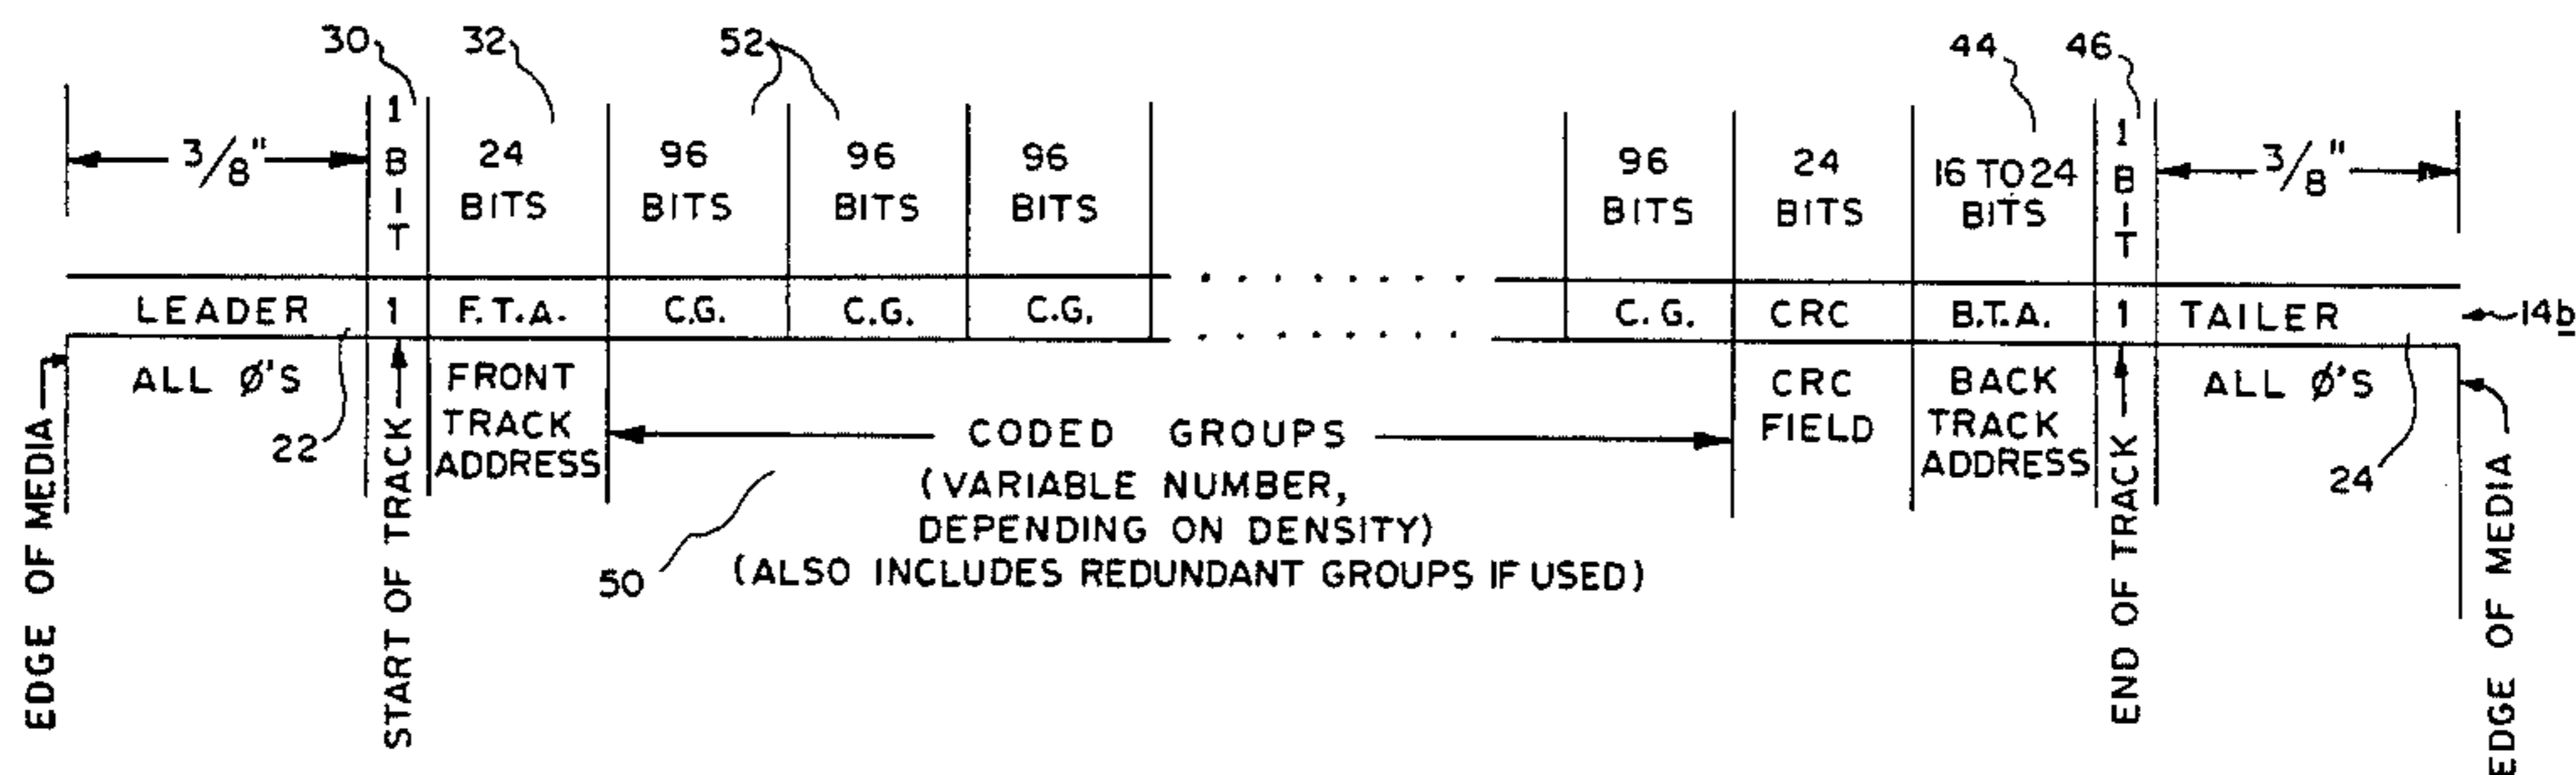 30 32 52 44 46
3/8" 1 BIT 24 BITS 96 BITS 96 BITS 96 BITS 96 BITS 24 BITS 16 TO 24 BITS 1 BIT 3/8"
LEADER 1 F.T.A. C.G. C.G. C.G. . . . . . . . . C.G. CRC B.T.A. 1 TAILER 14b
EDGE OF MEDIA
ALL Ø'S
22
START OF TRACK
FRONT
TRACK
ADDRESS
CODED GROUPS
(VARIABLE NUMBER,
DEPENDING ON DENSITY)
(ALSO INCLUDES REDUNDANT GROUPS IF USED)
50
CRC
FIELD
BACK
TRACK
ADDRESS
END OF TRACK
ALL Ø'S
24
EDGE OF MEDIA